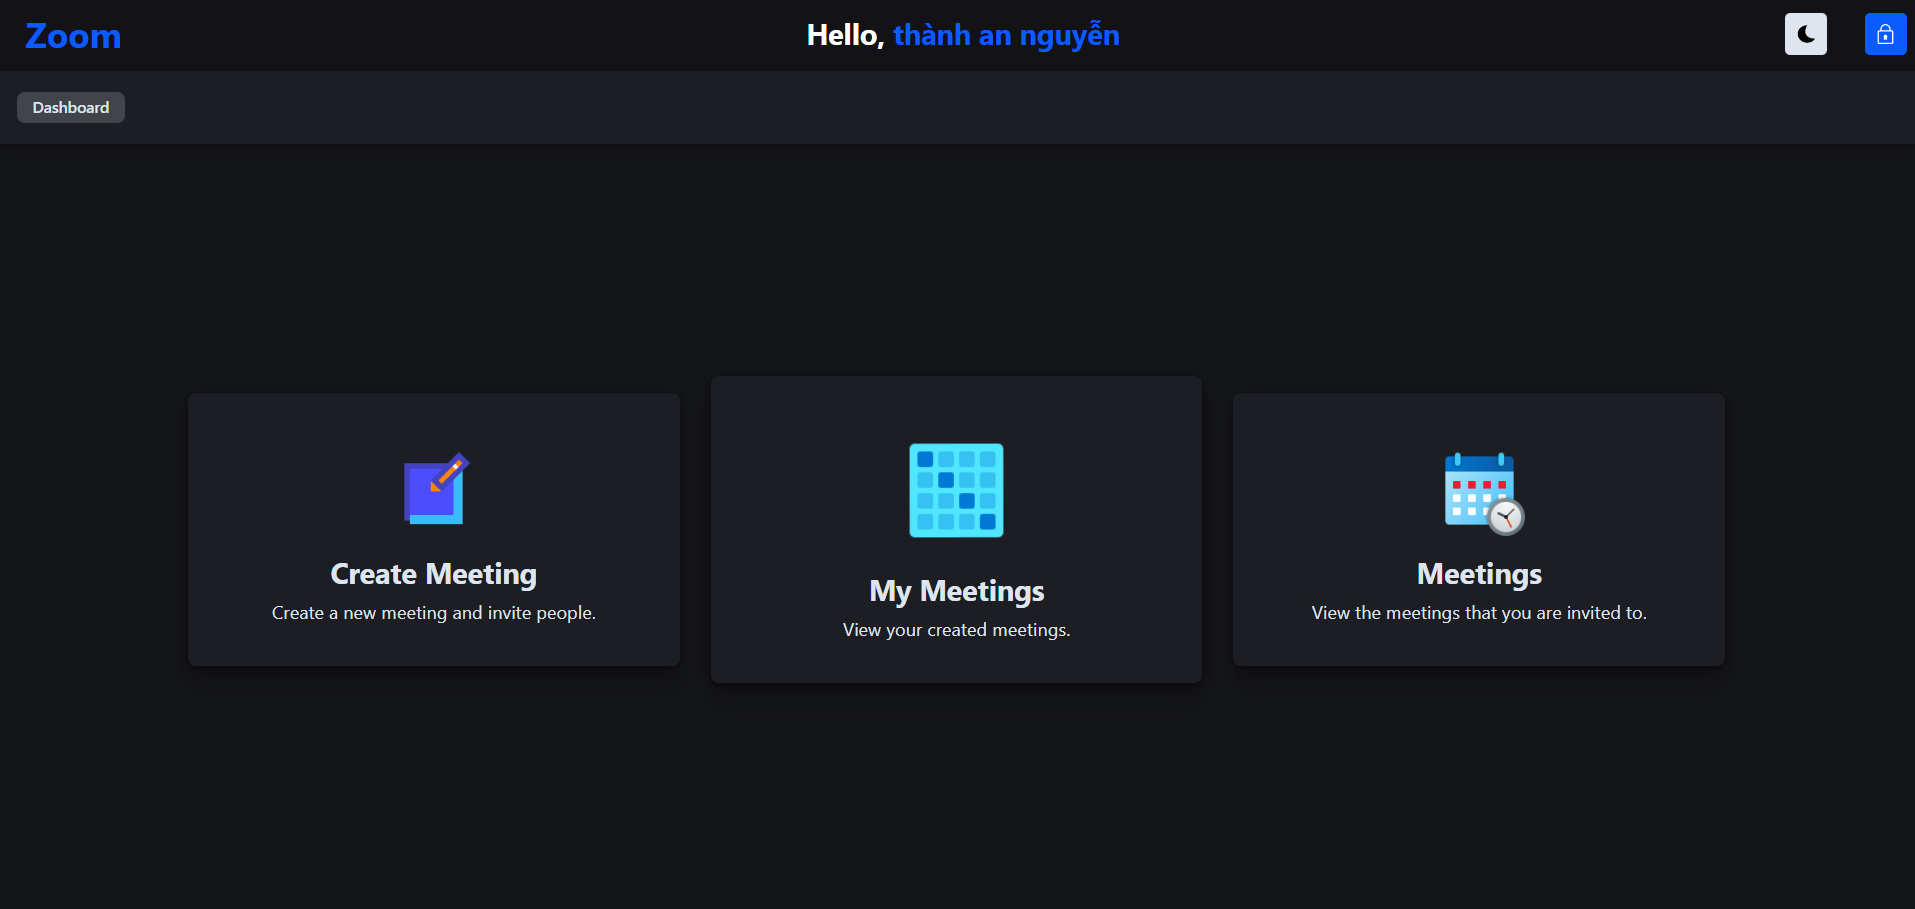 Zoom
Hello, thành an nguyễn
Dashboard
Create Meeting
Create a new meeting and invite people.
My Meetings
View your created meetings.
Meetings
View the meetings that you are invited to.